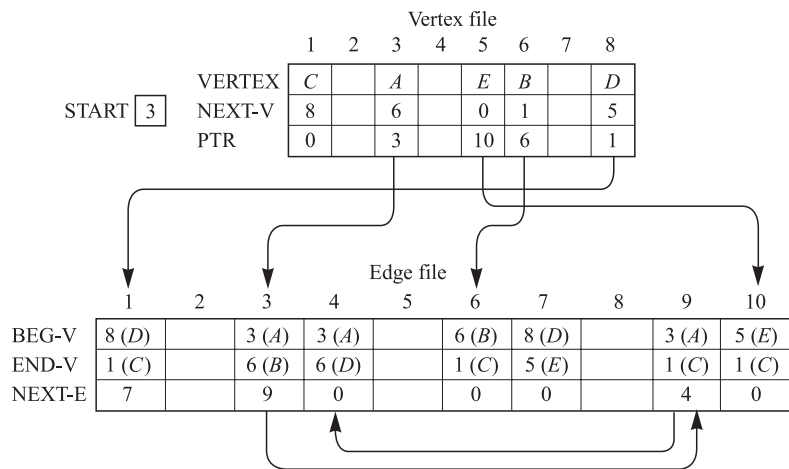 Vertex file
1 2 3 4 5 6 7 8
VERTEX C A E B D
START 3 NEXT-V 8 6 0 1 5
PTR 0 3 10 6 1
Edge file
1 2 3 4 5 6 7 8 9 10
BEG-V 8 (D) 3 (A) 3 (A) 6 (B) 8 (D) 3 (A) 5 (E)
END-V 1 (C) 6 (B) 6 (D) 1 (C) 5 (E) 1 (C) 1 (C)
NEXT-E 7 9 0 0 0 4 0